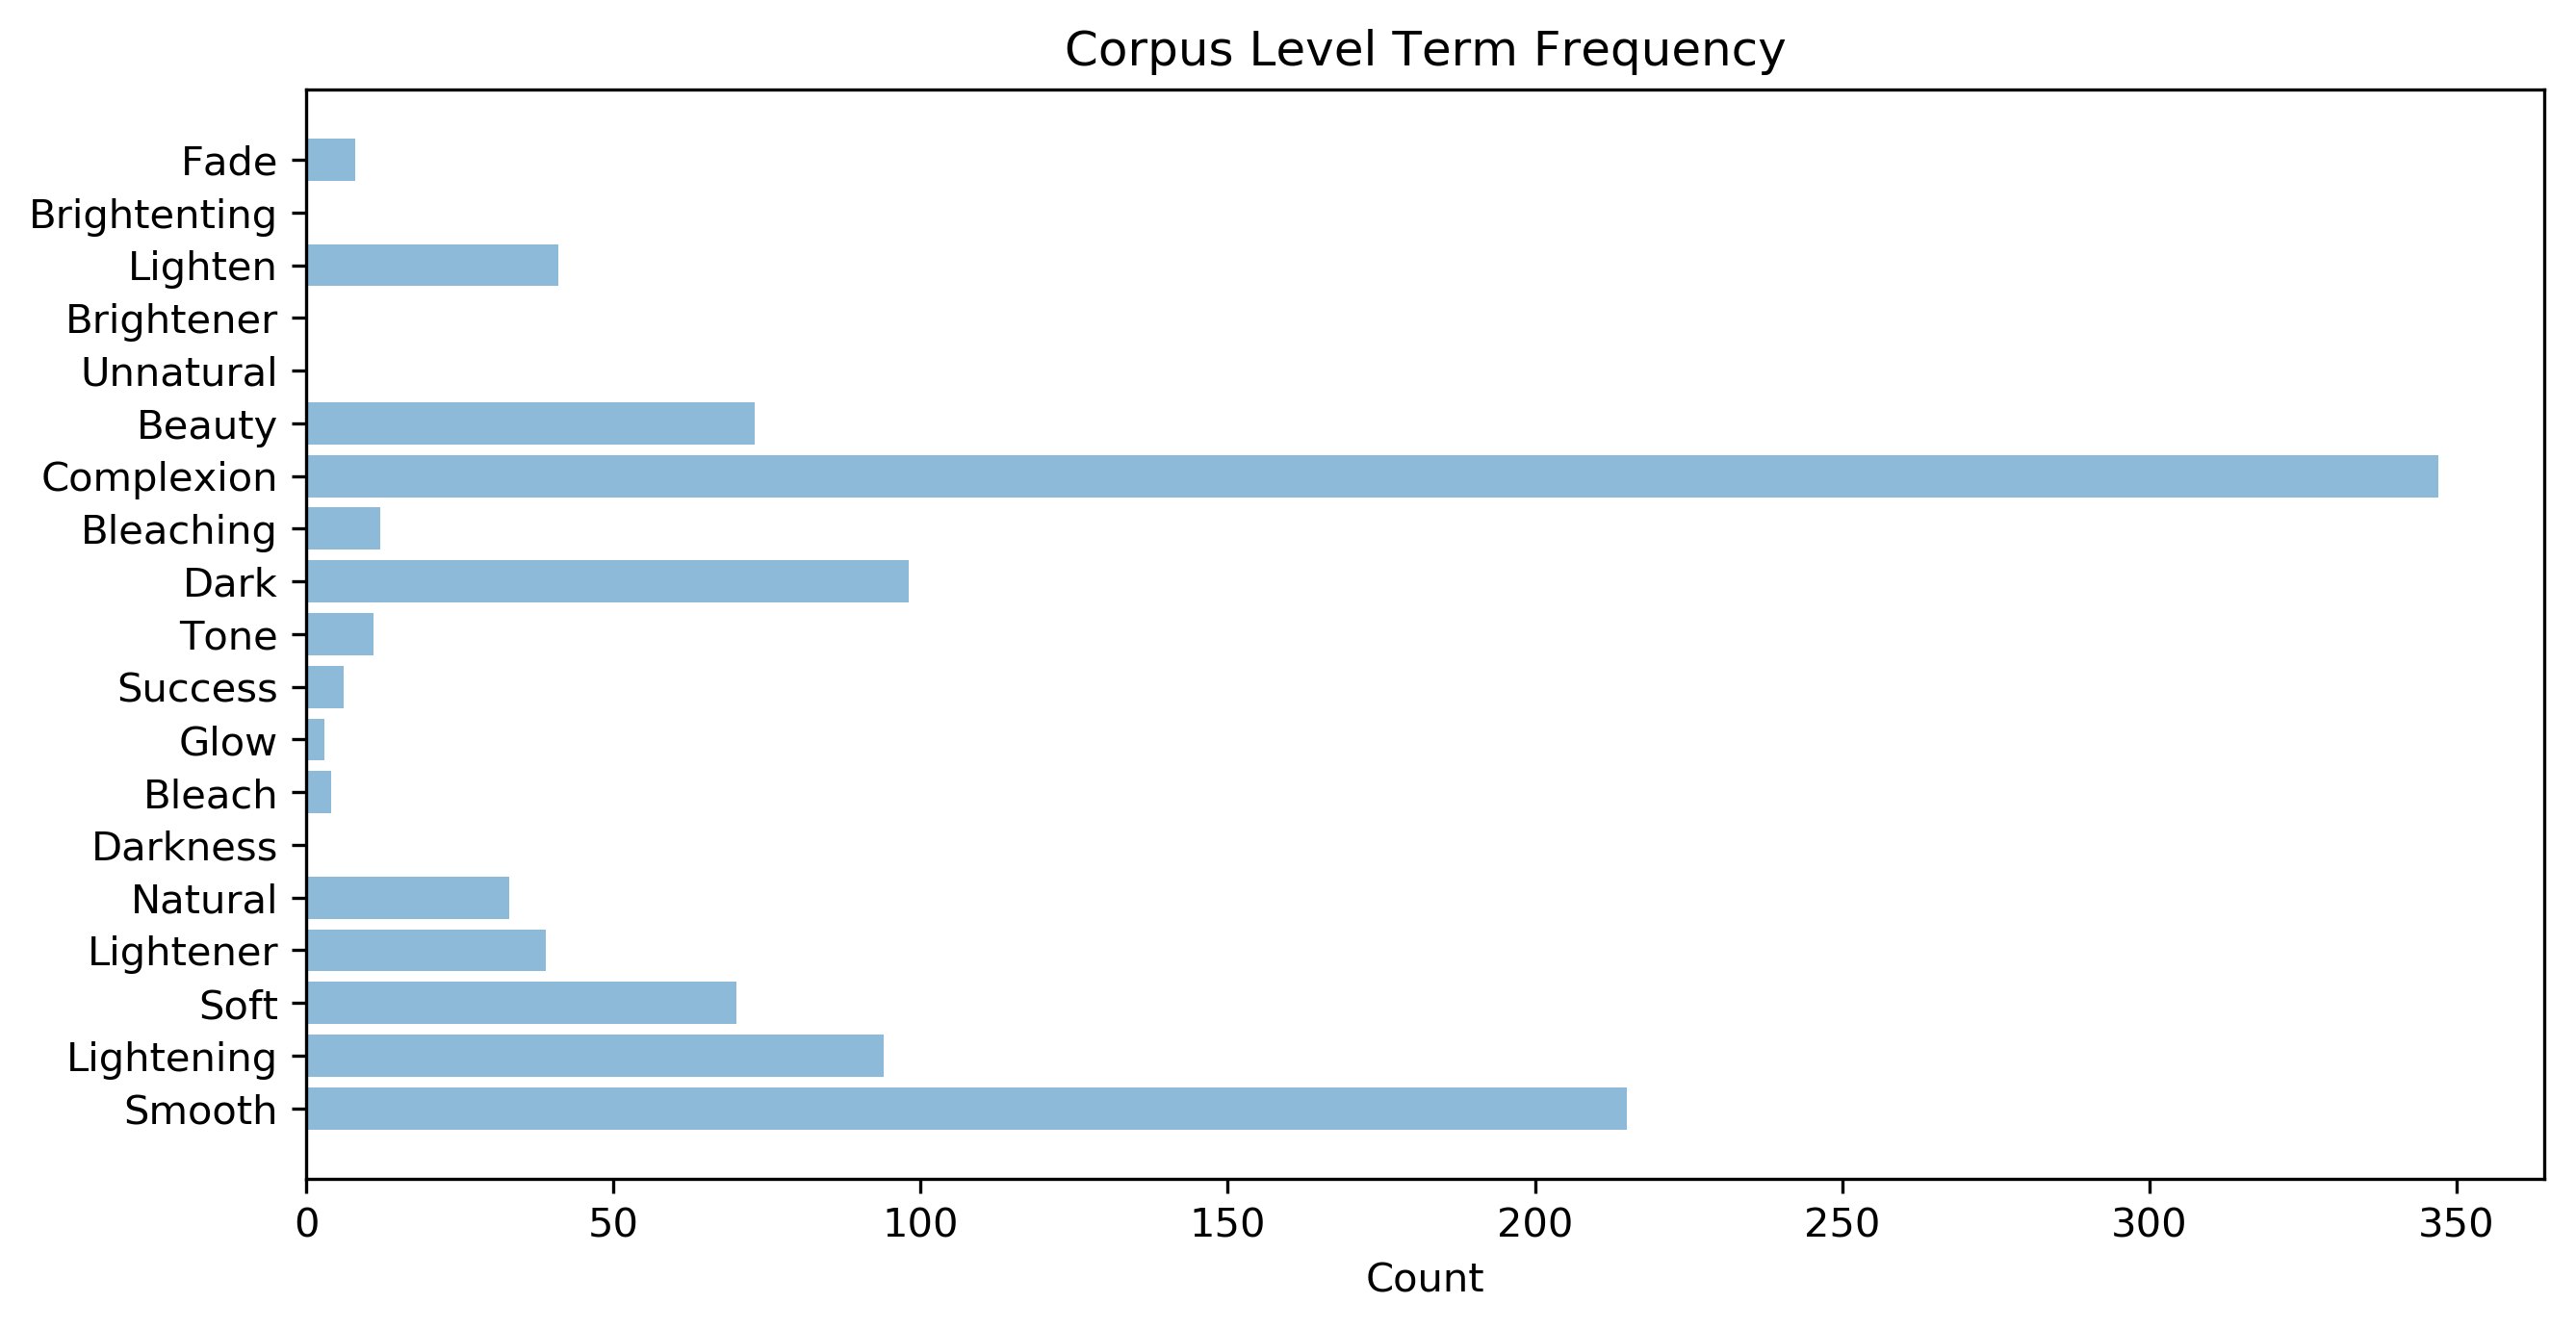 Corpus Level Term Frequency
Fade
Brightenting
Lighten
Brightener
Unnatural
Beauty
Complexion
Bleaching
Dark
Tone
Success
Glow
Bleach
Darkness
Natural
Lightener
Soft
Lightening
Smooth
0 50 100 150 200 250 300 350
Count